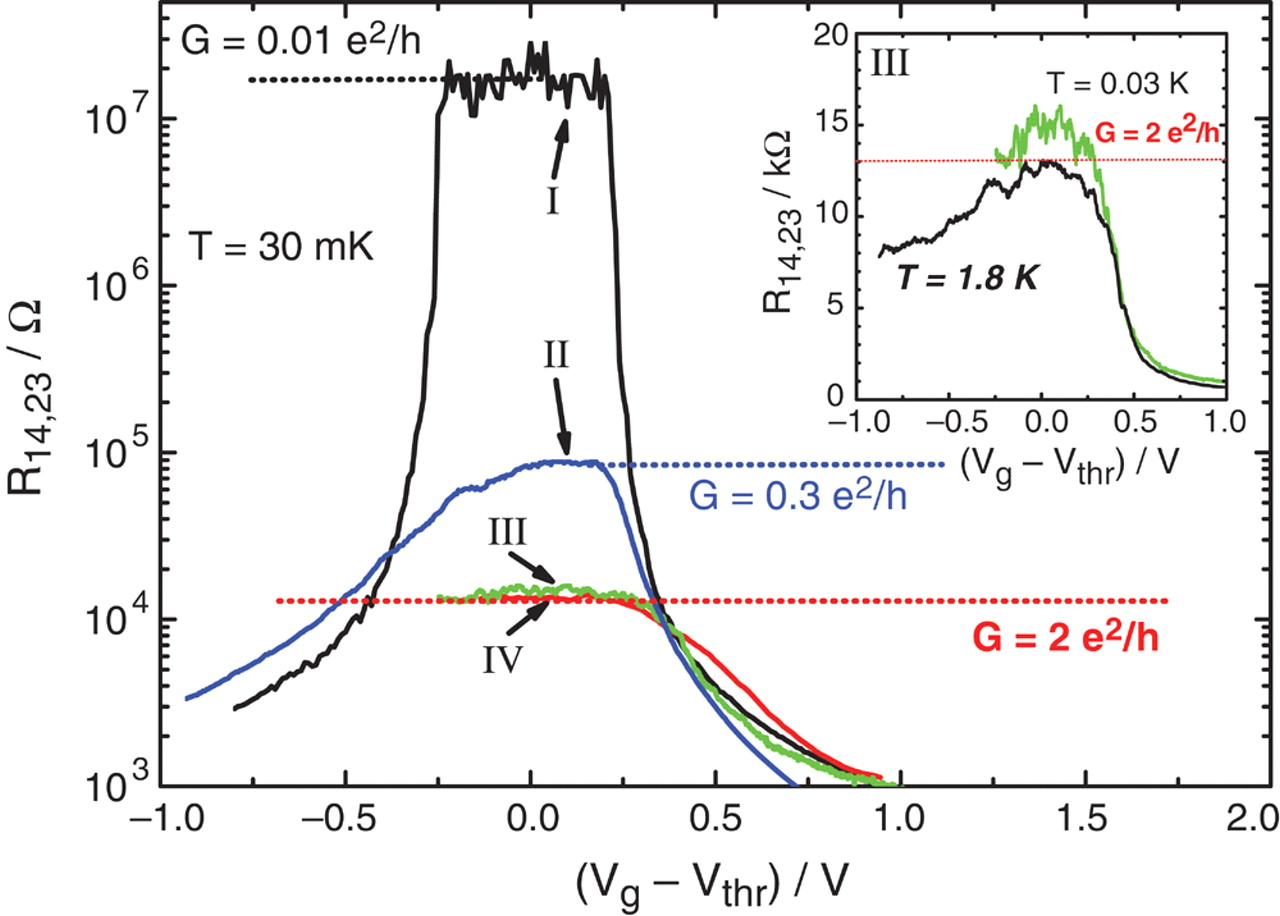 G = 0.01 e²/h
T = 30 mK
I
II
III
IV
G = 0.3 e²/h
G = 2 e²/h
R14,23 / Ω
10⁷
10⁶
10⁵
10⁴
10³
−1.0 −0.5 0.0 0.5 1.0 1.5 2.0
(Vg − Vthr) / V
III
T = 0.03 K
G = 2 e²/h
T = 1.8 K
R14,23 / kΩ
20
15
10
5
0
−1.0 −0.5 0.0 0.5 1.0
(Vg − Vthr) / V